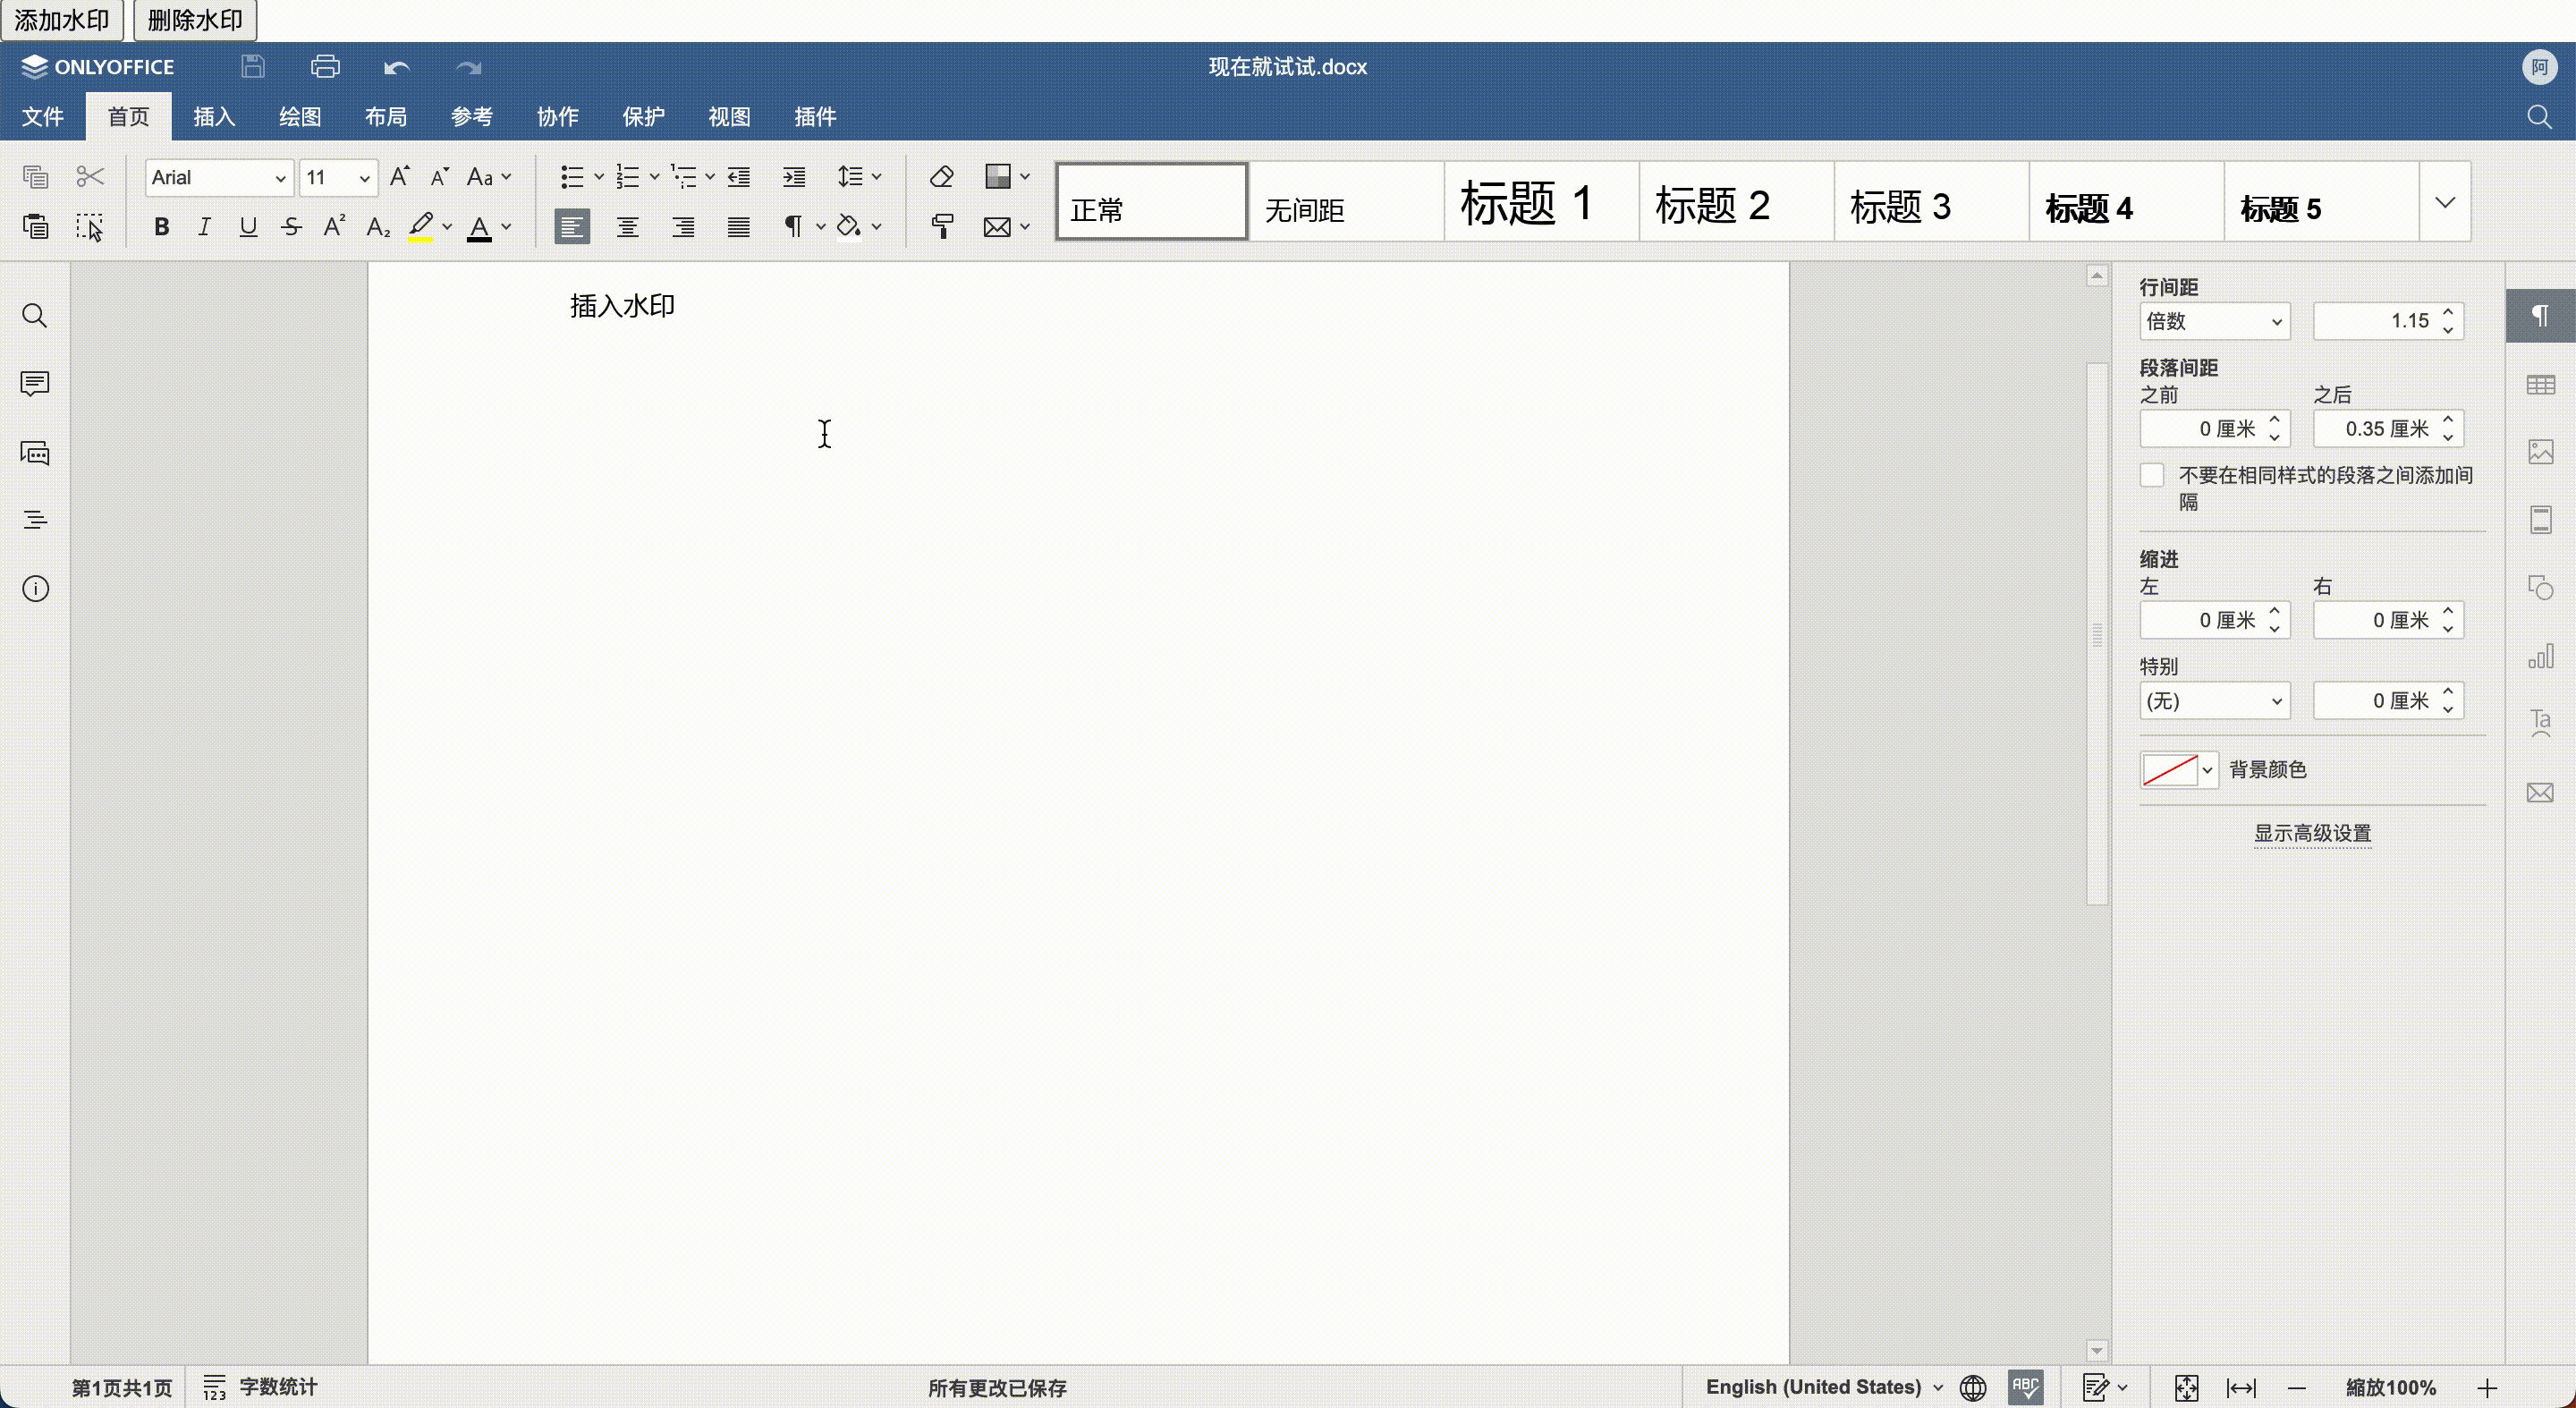 添加水印 删除水印
ONLYOFFICE 现在就试试.docx 阿
文件 首页 插入 绘图 布局 参考 协作 保护 视图 插件
Arial 11 Aa
正常 无间距 标题 1 标题 2 标题 3 标题 4 标题 5
B I U S A² A₂ A
插入水印
行间距
倍数 1.15
段落间距
之前 之后
0 厘米 0.35 厘米
不要在相同样式的段落之间添加间
隔
缩进
左 右
0 厘米 0 厘米
特别
(无) 0 厘米
背景颜色
显示高级设置
Ta
第1页共1页 123 字数统计 所有更改已保存 English (United States) ABC 缩放100%